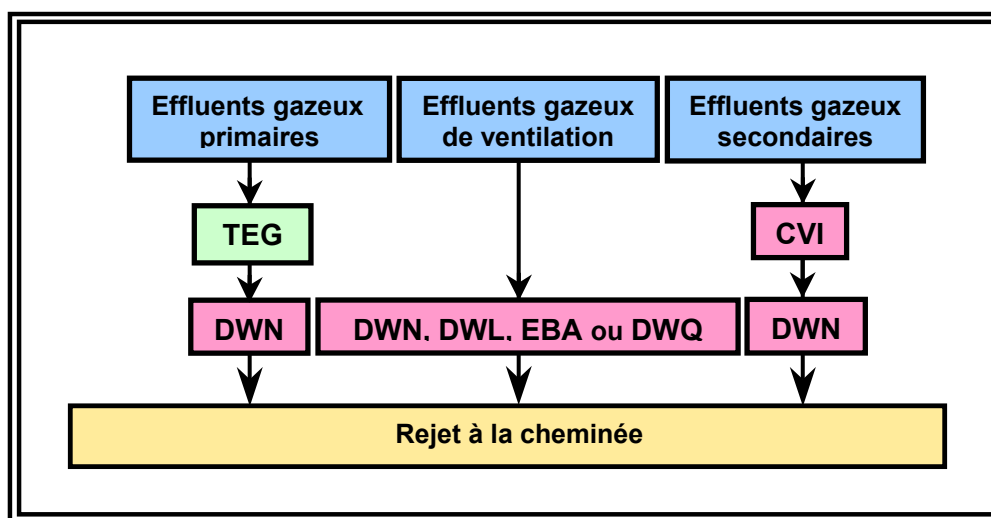 Effluents gazeux
primaires
Effluents gazeux
de ventilation
Effluents gazeux
secondaires
TEG
CVI
DWN
DWN, DWL, EBA ou DWQ
DWN
Rejet à la cheminée